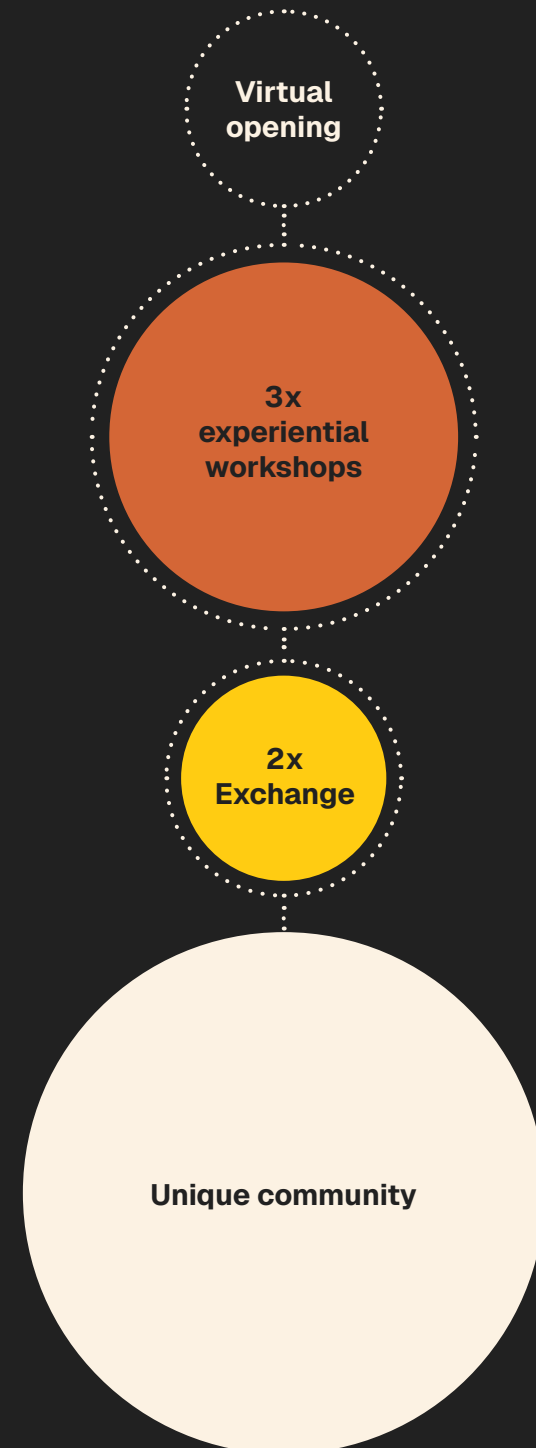 Virtual
opening
3x
experiential
workshops
2x
Exchange
Unique community